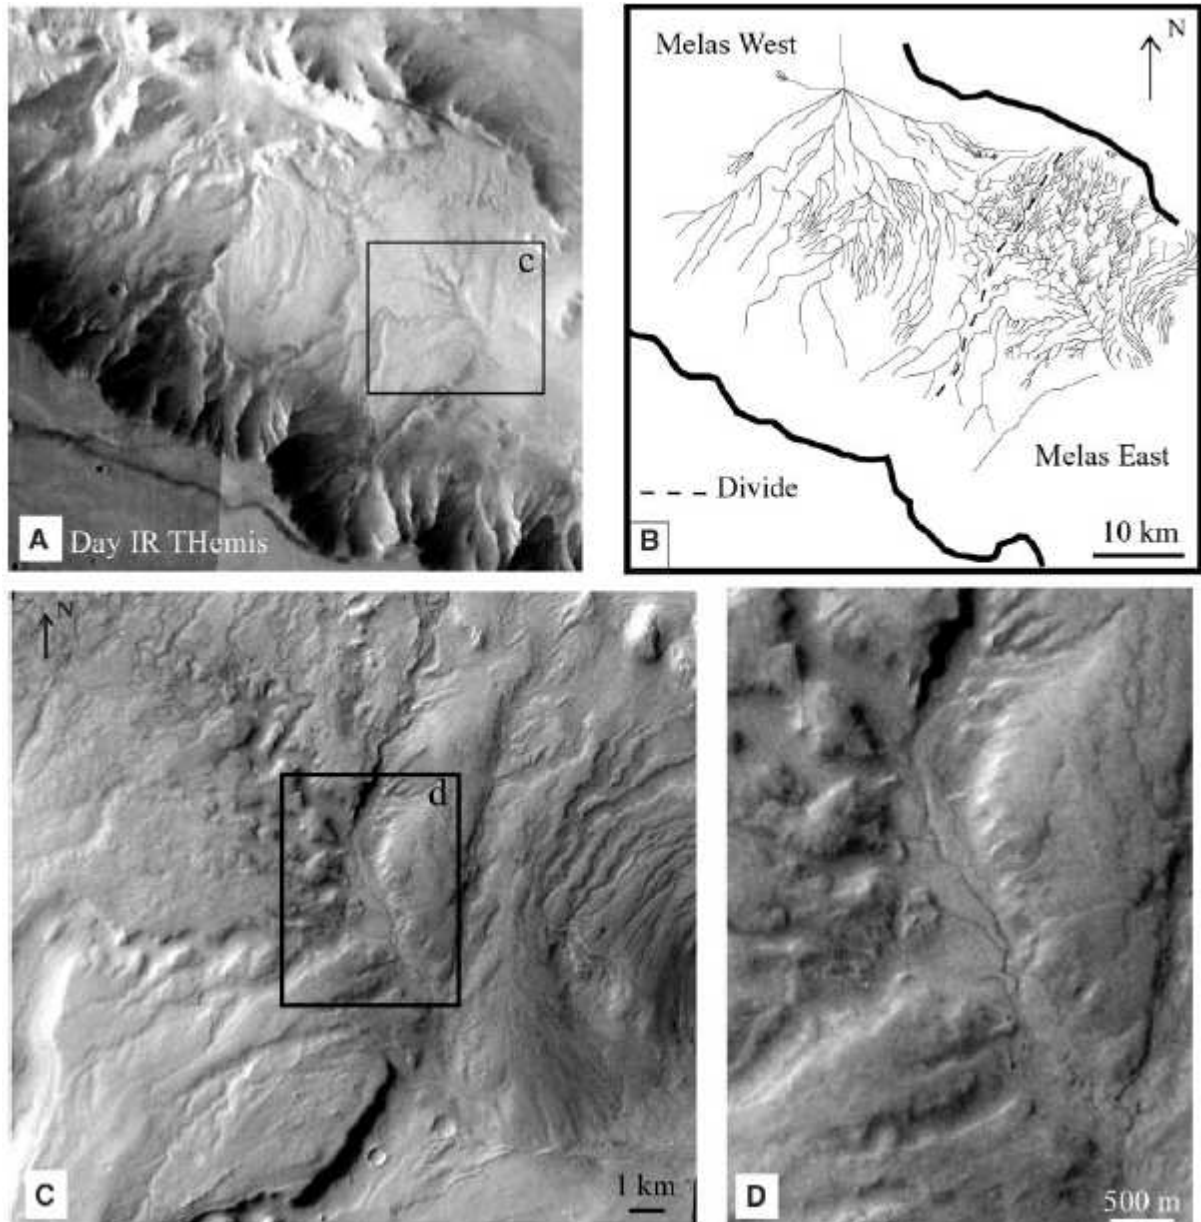 c
A Day IR THemis
Melas West
N
Melas East
Divide
B
10 km
N
d
C
1 km
D
500 m